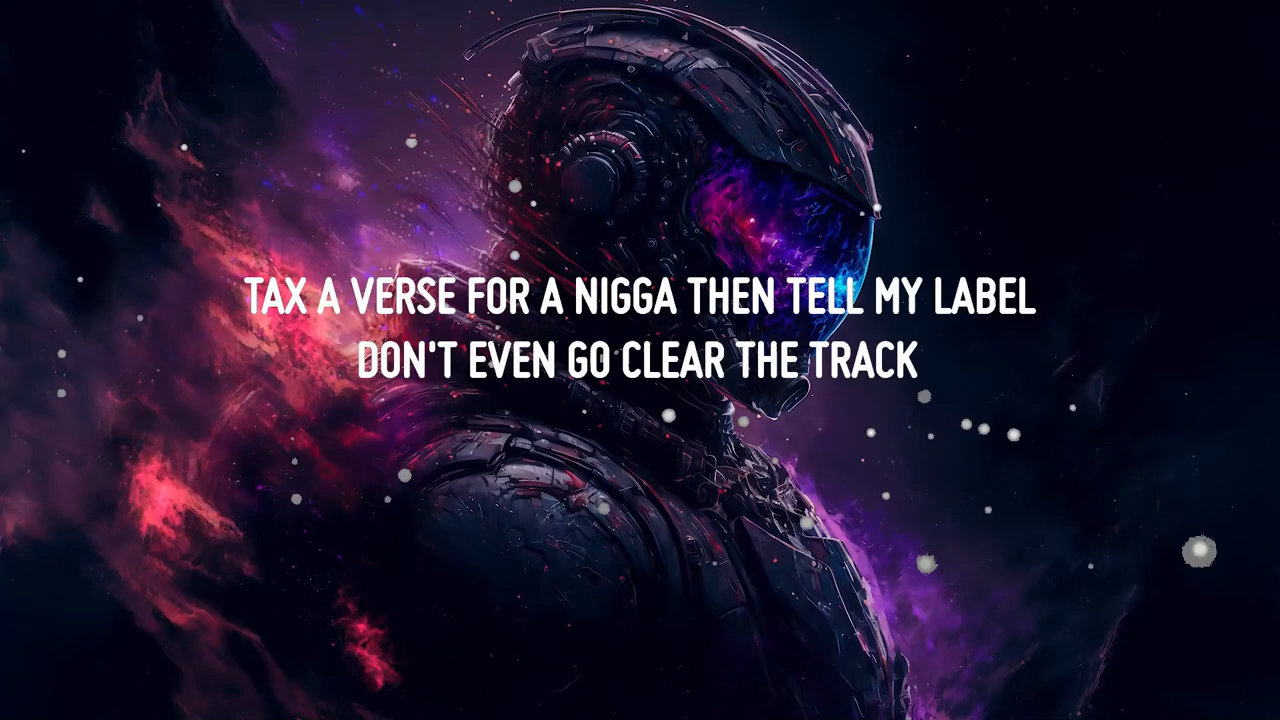 TAX A VERSE FOR A NIGGA THEN TELL MY LABEL
DON'T EVEN GO CLEAR THE TRACK